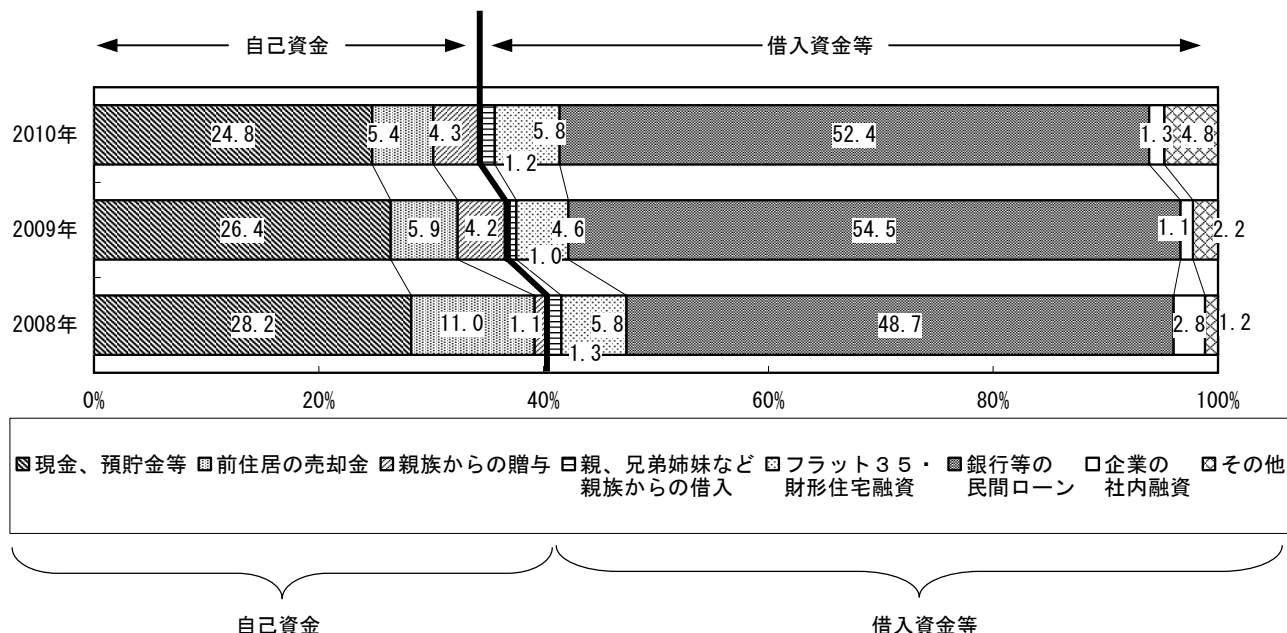 自己資金
借入資金等
2010年
24.8
5.4
4.3
1.2
5.8
52.4
1.3
4.8
2009年
26.4
5.9
4.2
1.0
4.6
54.5
1.1
2.2
2008年
28.2
11.0
1.1
1.3
5.8
48.7
2.8
1.2
0%
20%
40%
60%
80%
100%
現金、預貯金等
前住居の売却金
親族からの贈与
親、兄弟姉妹など
親族からの借入
フラット３５・
財形住宅融資
銀行等の
民間ローン
企業の
社内融資
その他
自己資金
借入資金等